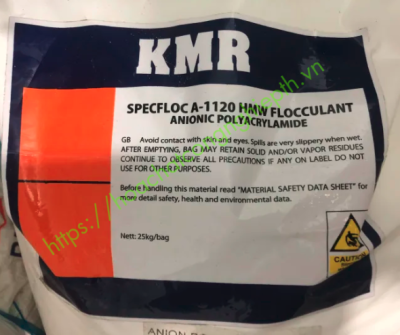 KMR
SPECFLOC A-1120 HMW FLOCCULANT
ANIONIC POLYACRYLAMIDE
GB Avoid contact with skin and eyes. Spils are very slippery when wet.
AFTER EMPTYING, BAG MAY RETAIN SOLID AND/OR VAPOR RESIDUES
CONTINUE TO OBSERVE ALL PRECAUTIONS IF ANY ON LABEL DO NOT
USE FOR OTHER PURPOSES.
Before handling this material read "MATERIAL SAFETY DATA SHEET" for
more detail safety, health and environmental data.
Nett: 25kg/bag
CAUTION
ANION